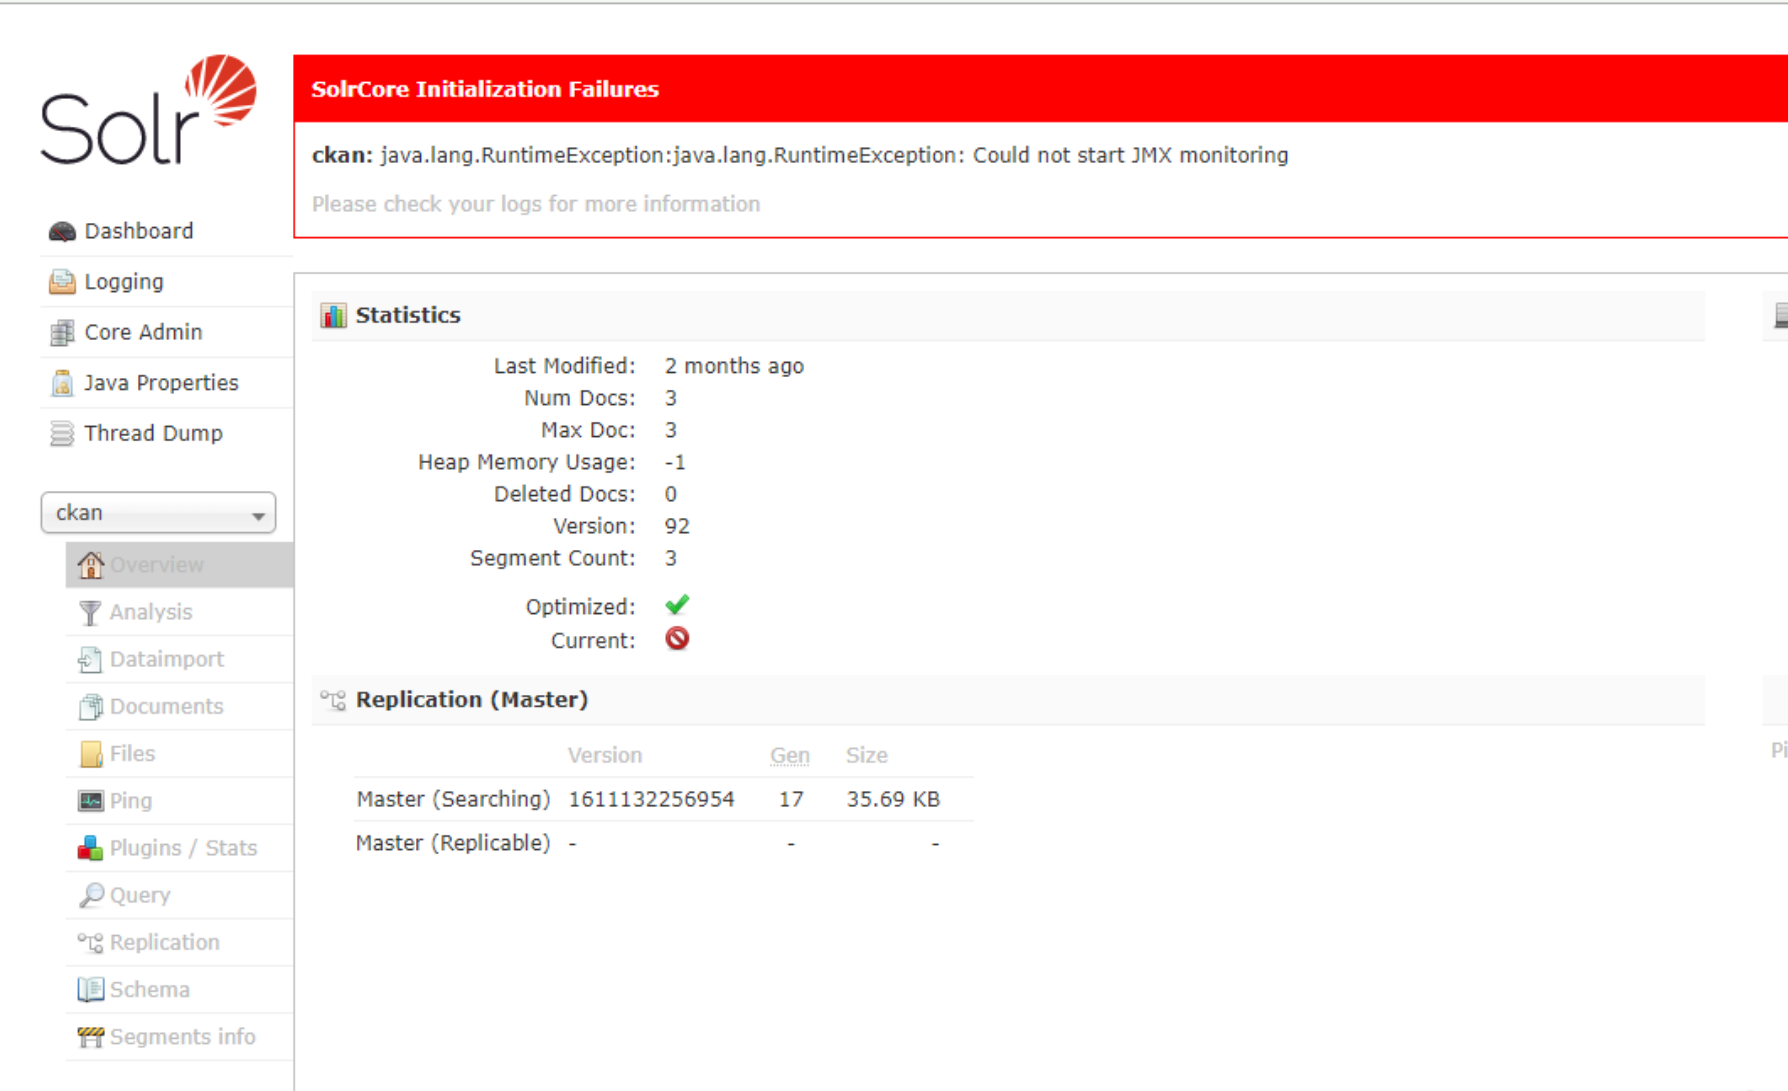 Solr
SolrCore Initialization Failures
ckan: java.lang.RuntimeException:java.lang.RuntimeException: Could not start JMX monitoring
Please check your logs for more information
Dashboard
Logging
Core Admin
Java Properties
Thread Dump
ckan
Overview
Analysis
Dataimport
Documents
Files
Ping
Plugins / Stats
Query
Replication
Schema
Segments info
Statistics
Last Modified: 2 months ago
Num Docs: 3
Max Doc: 3
Heap Memory Usage: -1
Deleted Docs: 0
Version: 92
Segment Count: 3
Optimized:
Current:
Replication (Master)
Version Gen Size
Master (Searching) 1611132256954 17 35.69 KB
Master (Replicable) - - -
Pi